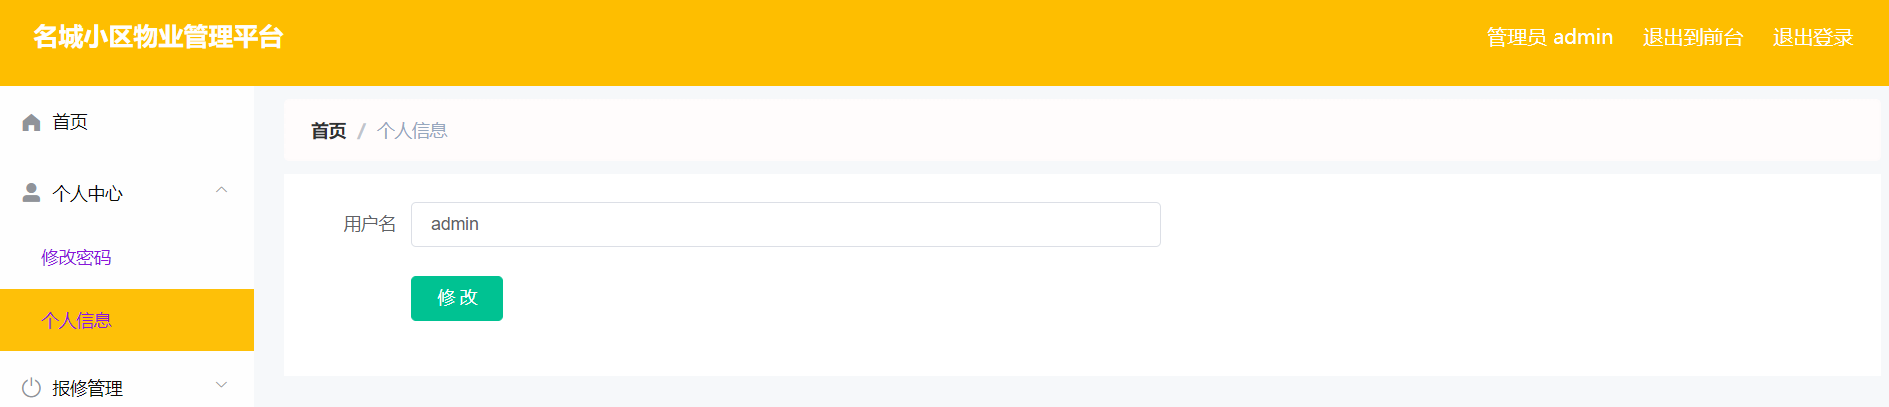 名城小区物业管理平台
管理员 admin 退出到前台 退出登录
首页
个人中心
修改密码
个人信息
报修管理
首页 / 个人信息
用户名 admin
修 改